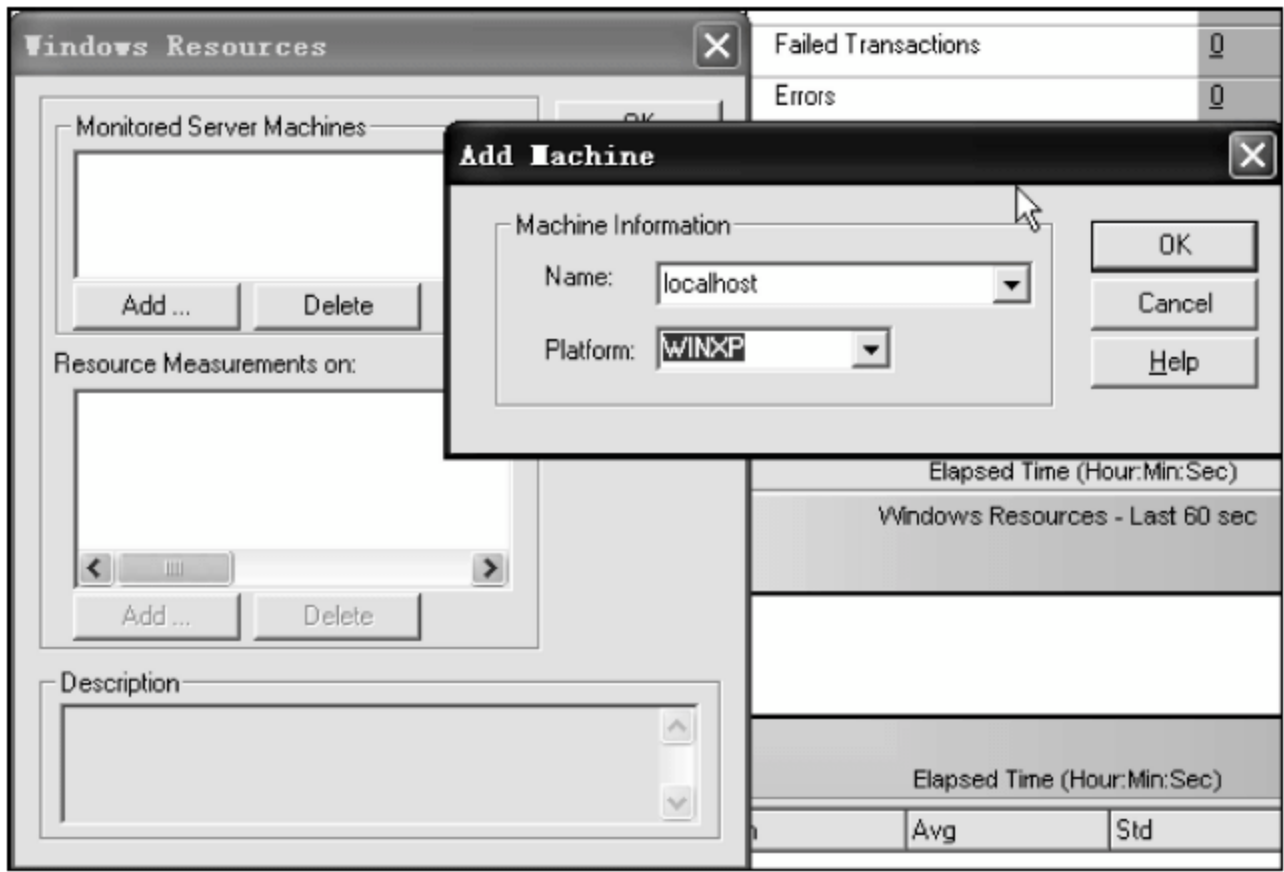 Windows Resources
Monitored Server Machines
Add ...
Delete
Resource Measurements on:
Add ...
Delete
Description
Failed Transactions 0
Errors 0
Add Machine
Machine Information
Name: localhost
Platform: WINXP
OK
Cancel
Help
Elapsed Time (Hour:Min:Sec)
Windows Resources - Last 60 sec
Elapsed Time (Hour:Min:Sec)
Avg
Std